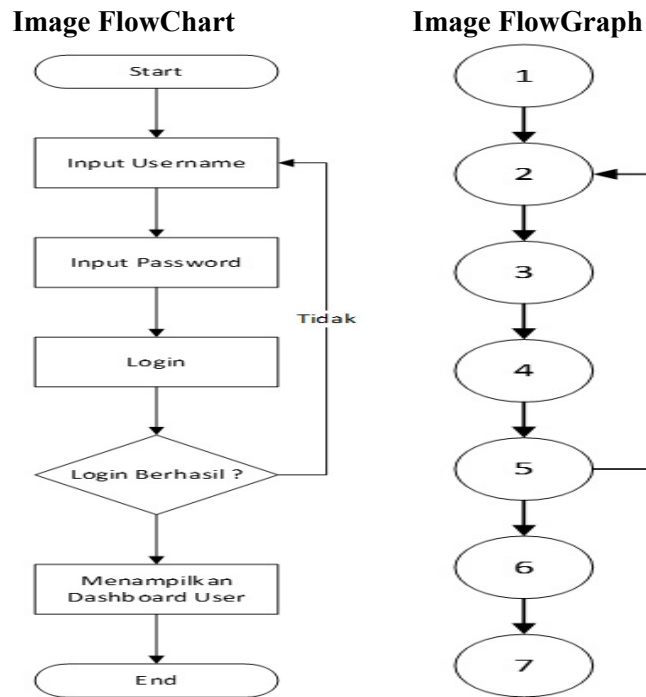 Image FlowChart
Start
Input Username
Input Password
Tidak
Login
Login Berhasil ?
Menampilkan
Dashboard User
End
Image FlowGraph
1
2
3
4
5
6
7